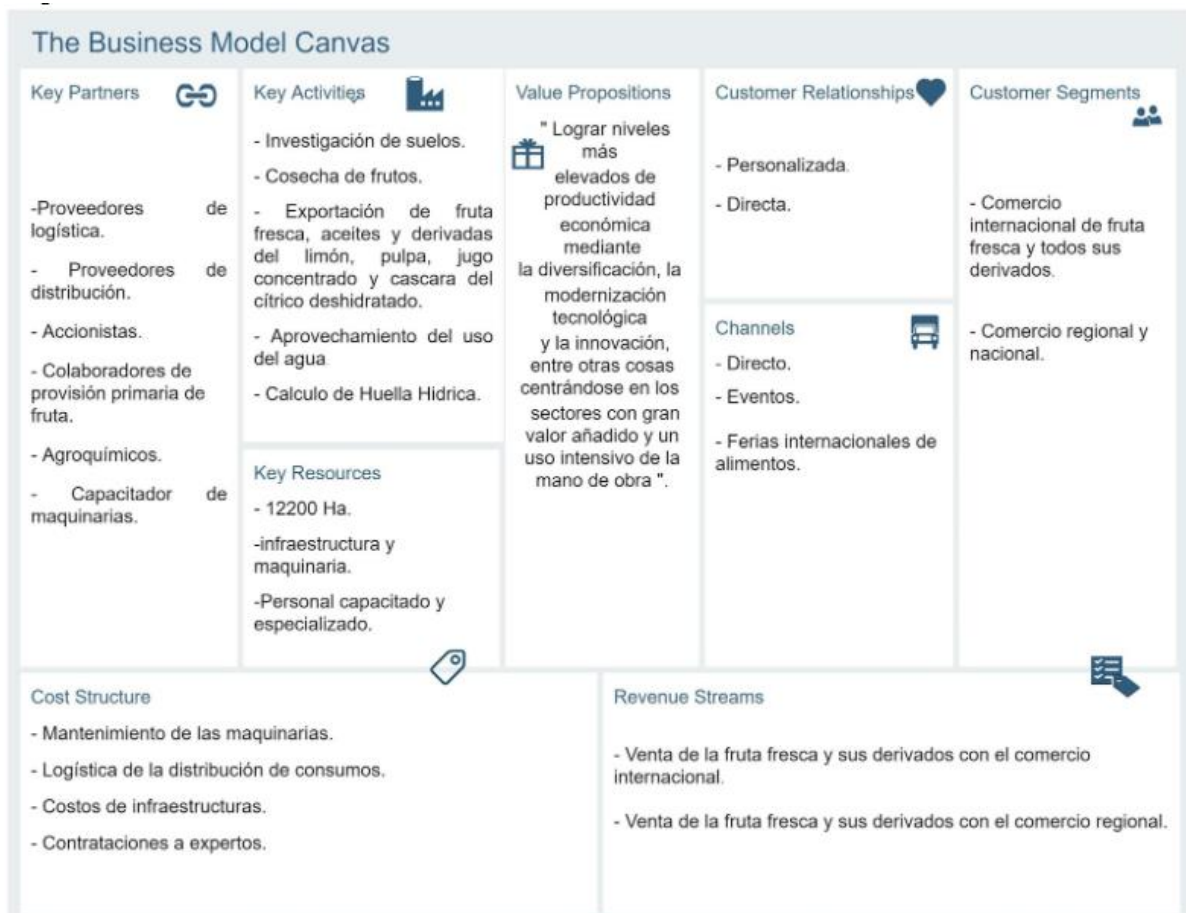 The Business Model Canvas
Key Partners
-Proveedores de
logística.
- Proveedores de
distribución.
- Accionistas.
- Colaboradores de
provisión primaria de
fruta.
- Agroquímicos.
- Capacitador de
maquinarias.
Key Activities
- Investigación de suelos.
- Cosecha de frutos.
- Exportación de fruta
fresca, aceites y derivadas
del limón, pulpa, jugo
concentrado y cascara del
cítrico deshidratado.
- Aprovechamiento del uso
del agua
- Calculo de Huella Hidrica.
Key Resources
- 12200 Ha.
-infraestructura y
maquinaria.
-Personal capacitado y
especializado.
Value Propositions
" Lograr niveles
más
elevados de
productividad
económica
mediante
la diversificación, la
modernización
tecnológica
y la innovación,
entre otras cosas
centrándose en los
sectores con gran
valor añadido y un
uso intensivo de la
mano de obra ".
Customer Relationships
- Personalizada.
- Directa.
Channels
- Directo.
- Eventos.
- Ferias internacionales de
alimentos.
Customer Segments
- Comercio
internacional de fruta
fresca y todos sus
derivados.
- Comercio regional y
nacional.
Cost Structure
- Mantenimiento de las maquinarias.
- Logística de la distribución de consumos.
- Costos de infraestructuras.
- Contrataciones a expertos.
Revenue Streams
- Venta de la fruta fresca y sus derivados con el comercio
internacional.
- Venta de la fruta fresca y sus derivados con el comercio regional.